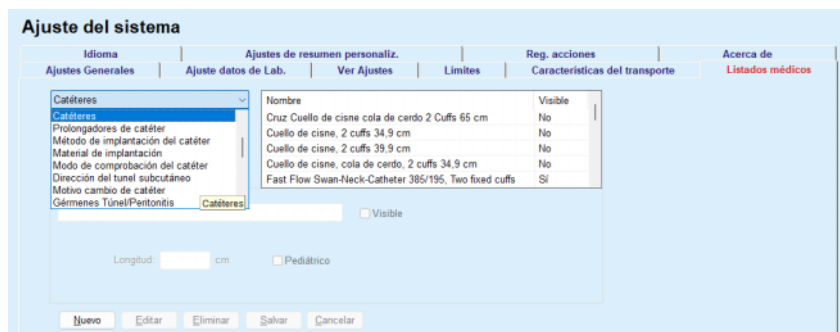 Ajuste del sistema
Idioma Ajustes de resumen personaliz. Reg. acciones Acerca de
Ajustes Generales Ajuste datos de Lab. Ver Ajustes Límites Características del transporte Listados médicos
Catéteres
Catéteres
Prolongadores de catéter
Método de implantación del catéter
Material de implantación
Modo de comprobación del catéter
Dirección del tunel subcutáneo
Motivo cambio de catéter
Gérmenes Túnel/Peritonitis
Catéteres
Nombre Visible
Cruz Cuello de cisne cola de cerdo 2 Cuffs 65 cm No
Cuello de cisne, 2 cuffs 34,9 cm No
Cuello de cisne, 2 cuffs 39,9 cm No
Cuello de cisne, cola de cerdo, 2 cuffs 34,9 cm No
Fast Flow Swan-Neck-Catheter 385/195, Two fixed cuffs Sí
Visible
Longitud: cm Pediátrico
Nuevo Editar Eliminar Salvar Cancelar